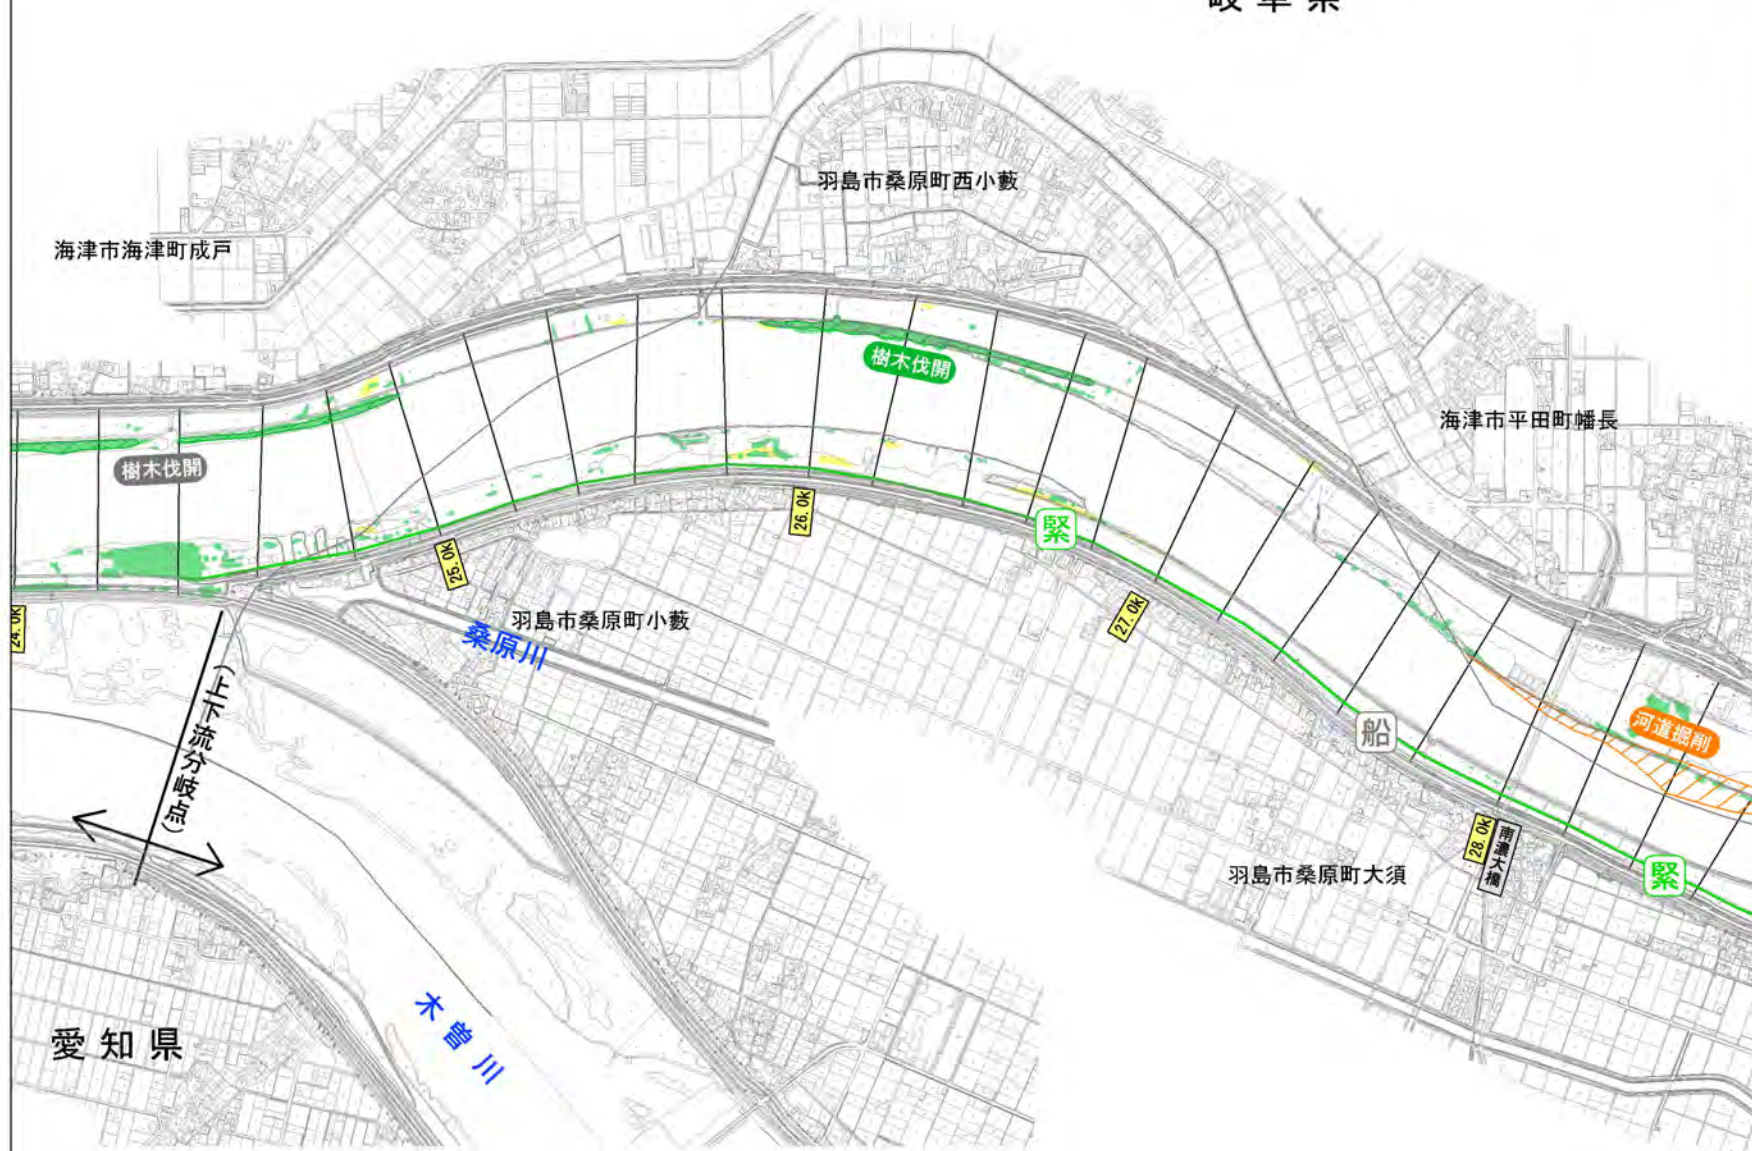 岐阜県
羽島市桑原町西小藪
海津市海津町成戸
樹木伐開
海津市平田町幡長
樹木伐開
26.0K
緊
25.0K
24.0K
羽島市桑原町小藪
桑原川
27.0K
(上下流分岐点)
河道掘削
船
28.0K
南濃大橋
羽島市桑原町大須
緊
木曽川
愛知県